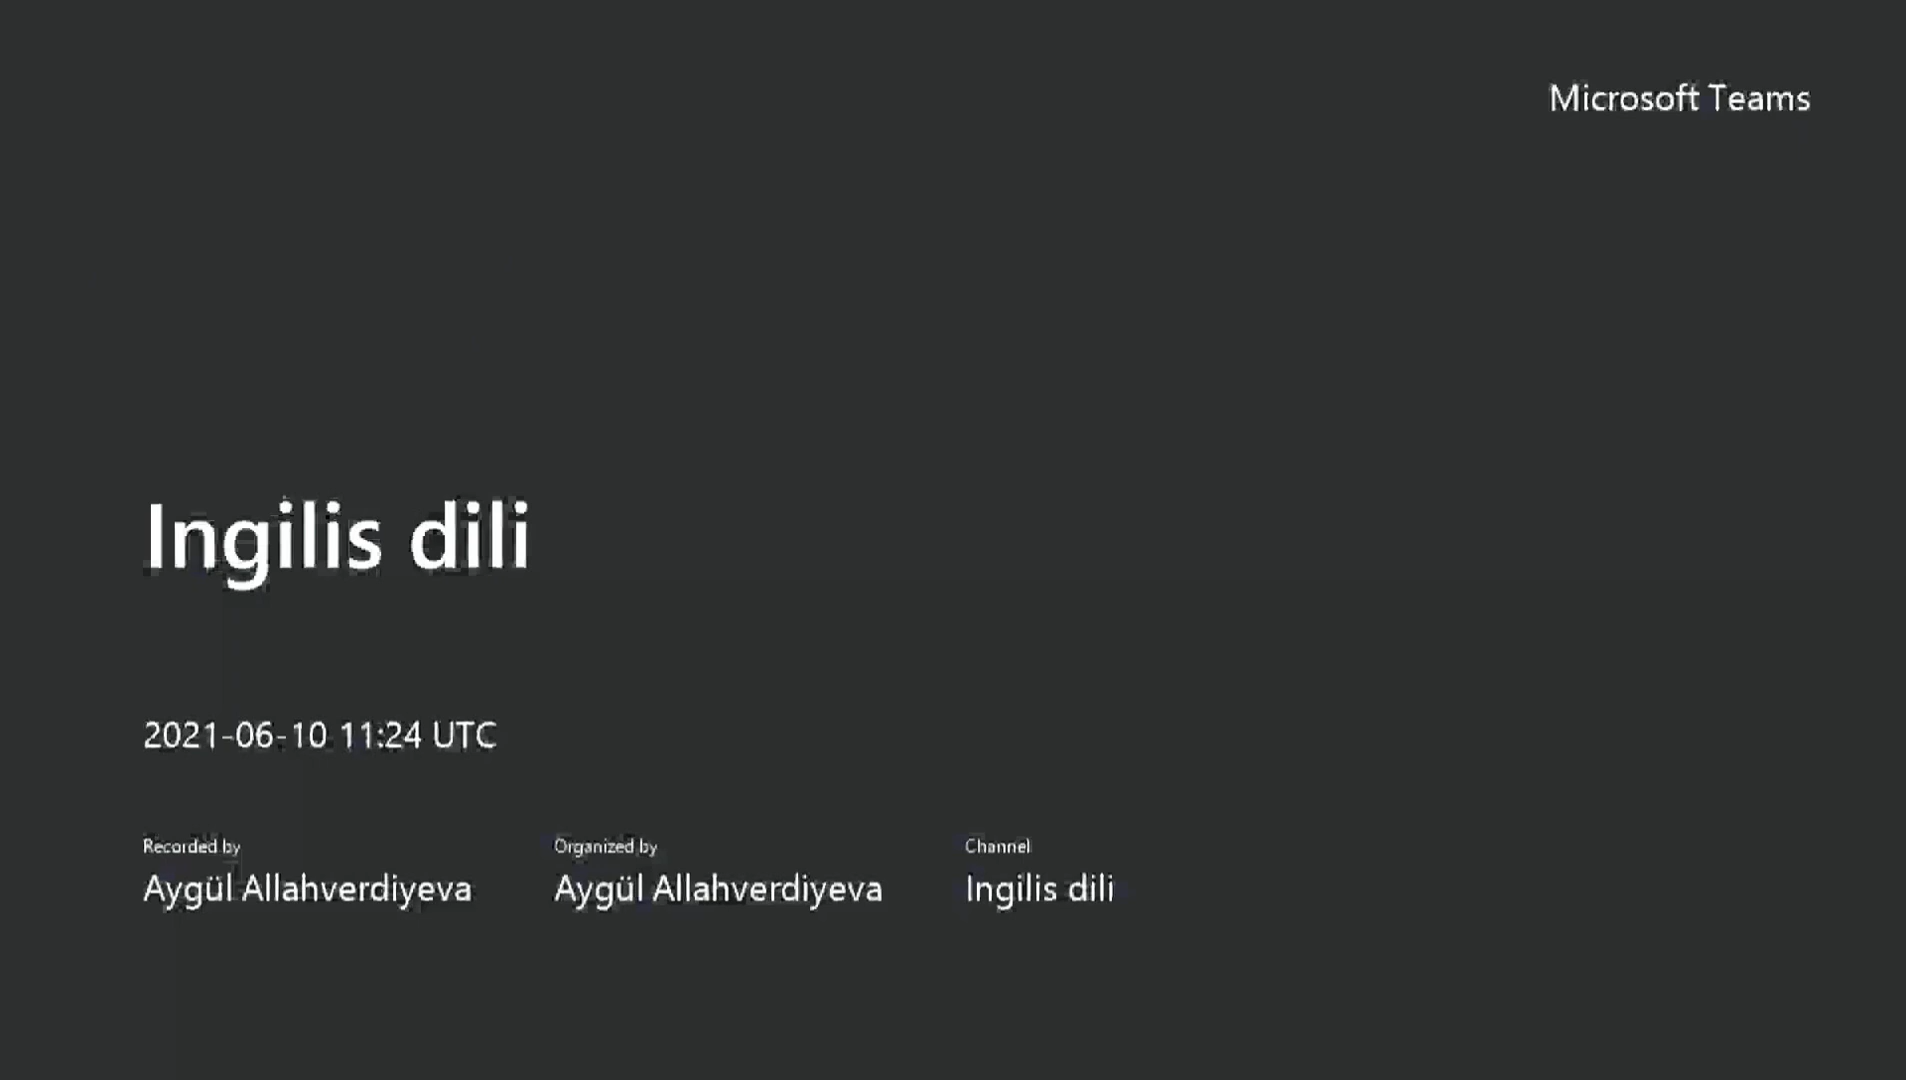 Microsoft Teams
Ingilis dili
2021-06-10 11:24 UTC
Recorded by
Aygül Allahverdiyeva
Organized by
Aygül Allahverdiyeva
Channel
Ingilis dili